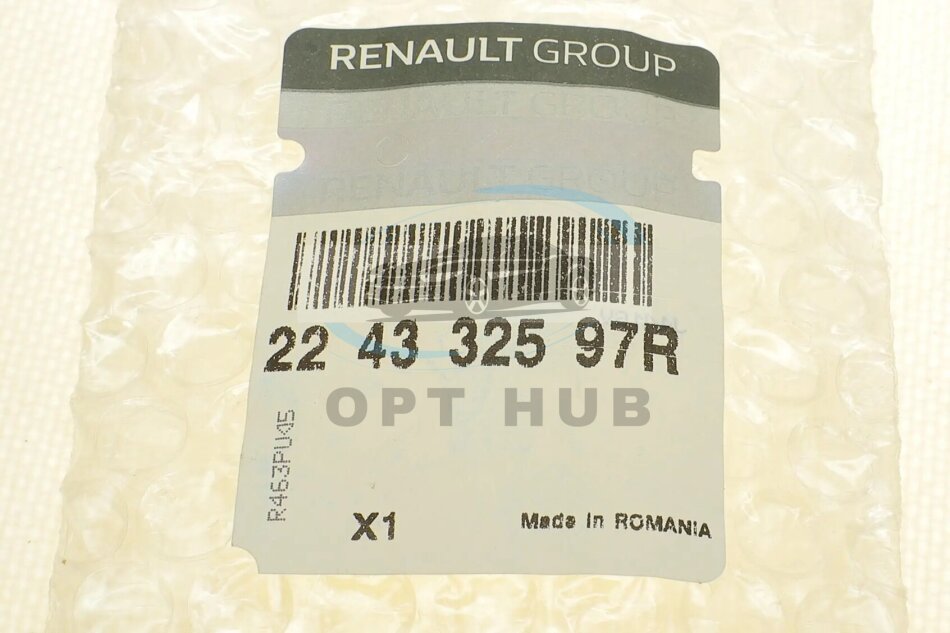 RENAULT GROUP
22 43 325 97R
OPT HUB
R463PU45
X1
Made in ROMANIA